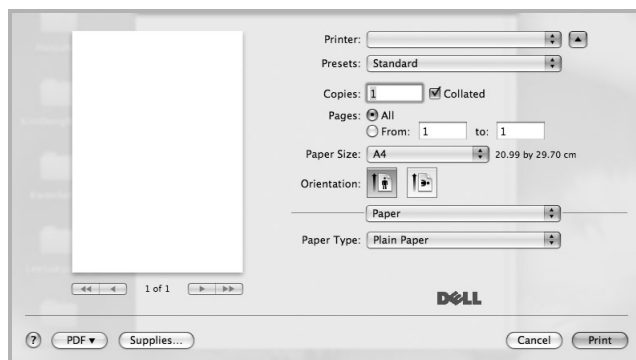 Printer:
Presets: Standard
Copies: 1 Collated
Pages: All
From: 1 to: 1
Paper Size: A4 20.99 by 29.70 cm
Orientation:
Paper
Paper Type: Plain Paper
1 of 1
DELL
? PDF Supplies... Cancel Print